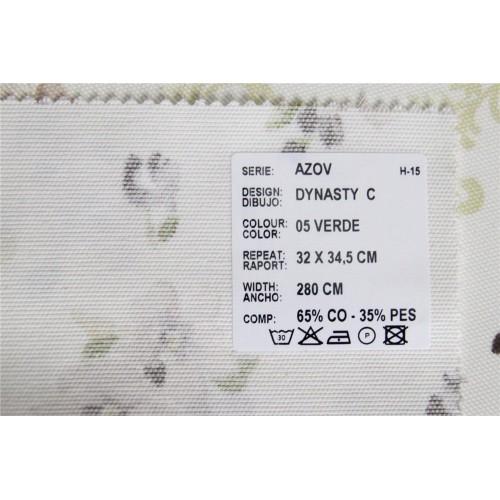 SERIE: AZOV H-15
DESIGN: DIBUJO: DYNASTY C
COLOUR: COLOR: 05 VERDE
REPEAT: RAPORT: 32 X 34,5 CM
WIDTH: ANCHO: 280 CM
COMP: 65% CO - 35% PES
30 P